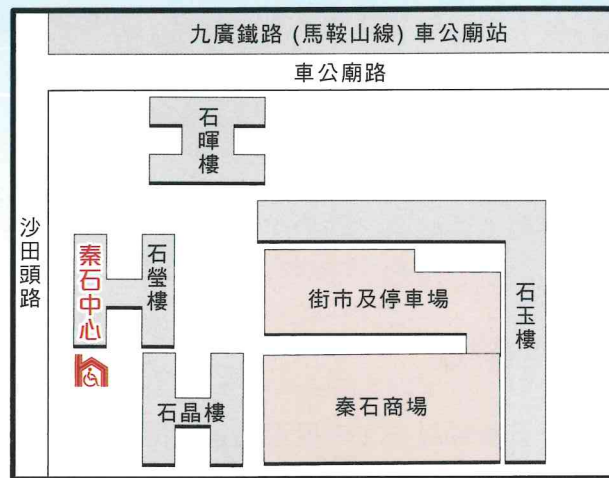 九廣鐵路 (馬鞍山線) 車公廟站
車公廟路
石暉樓
沙田頭路
秦石中心
石瑩樓
街市及停車場
石玉樓
石晶樓
秦石商場